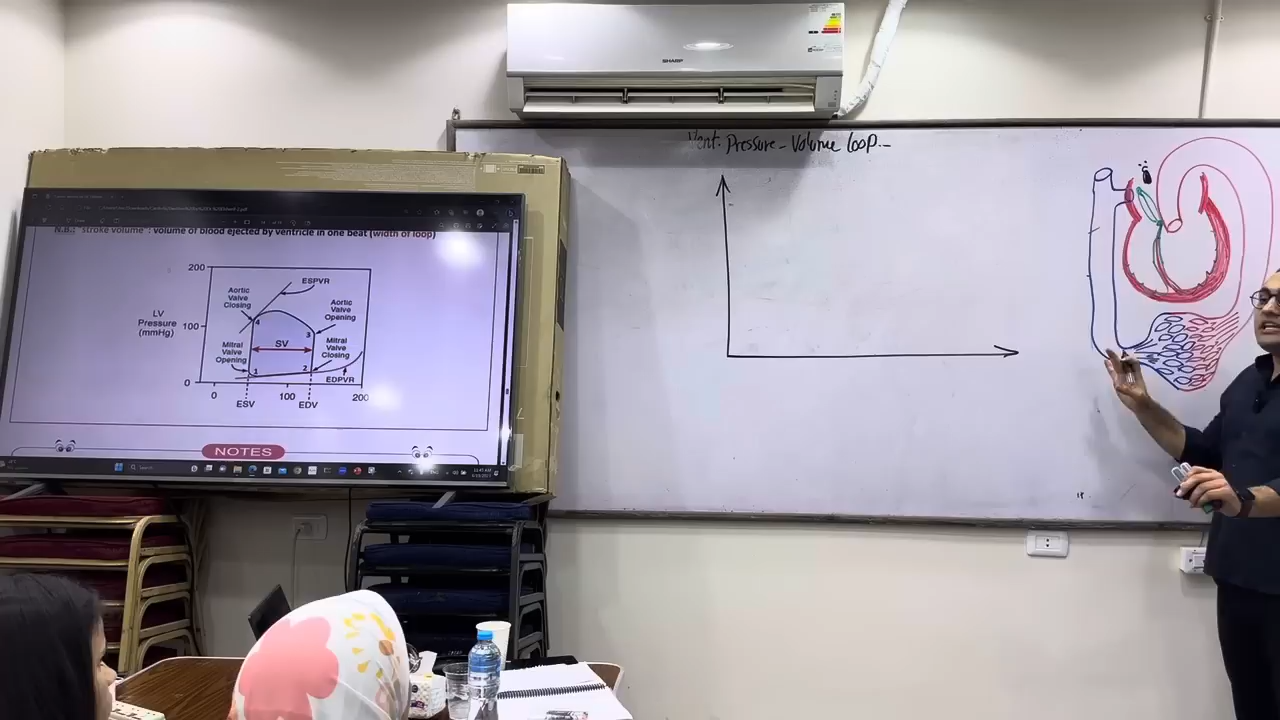 SHARP
Vent. Pressure - Volume loop.
N.B.: "stroke volume": volume of blood ejected by ventricle in one beat (width of loop)
200
ESPVR
Aortic
Valve
Closing
Aortic
Valve
Opening
4
3
LV
Pressure
(mmHg)
100
SV
Mitral
Valve
Opening
Mitral
Valve
Closing
1
2
EDPVR
0
0
100
200
ESV
EDV
NOTES
Search